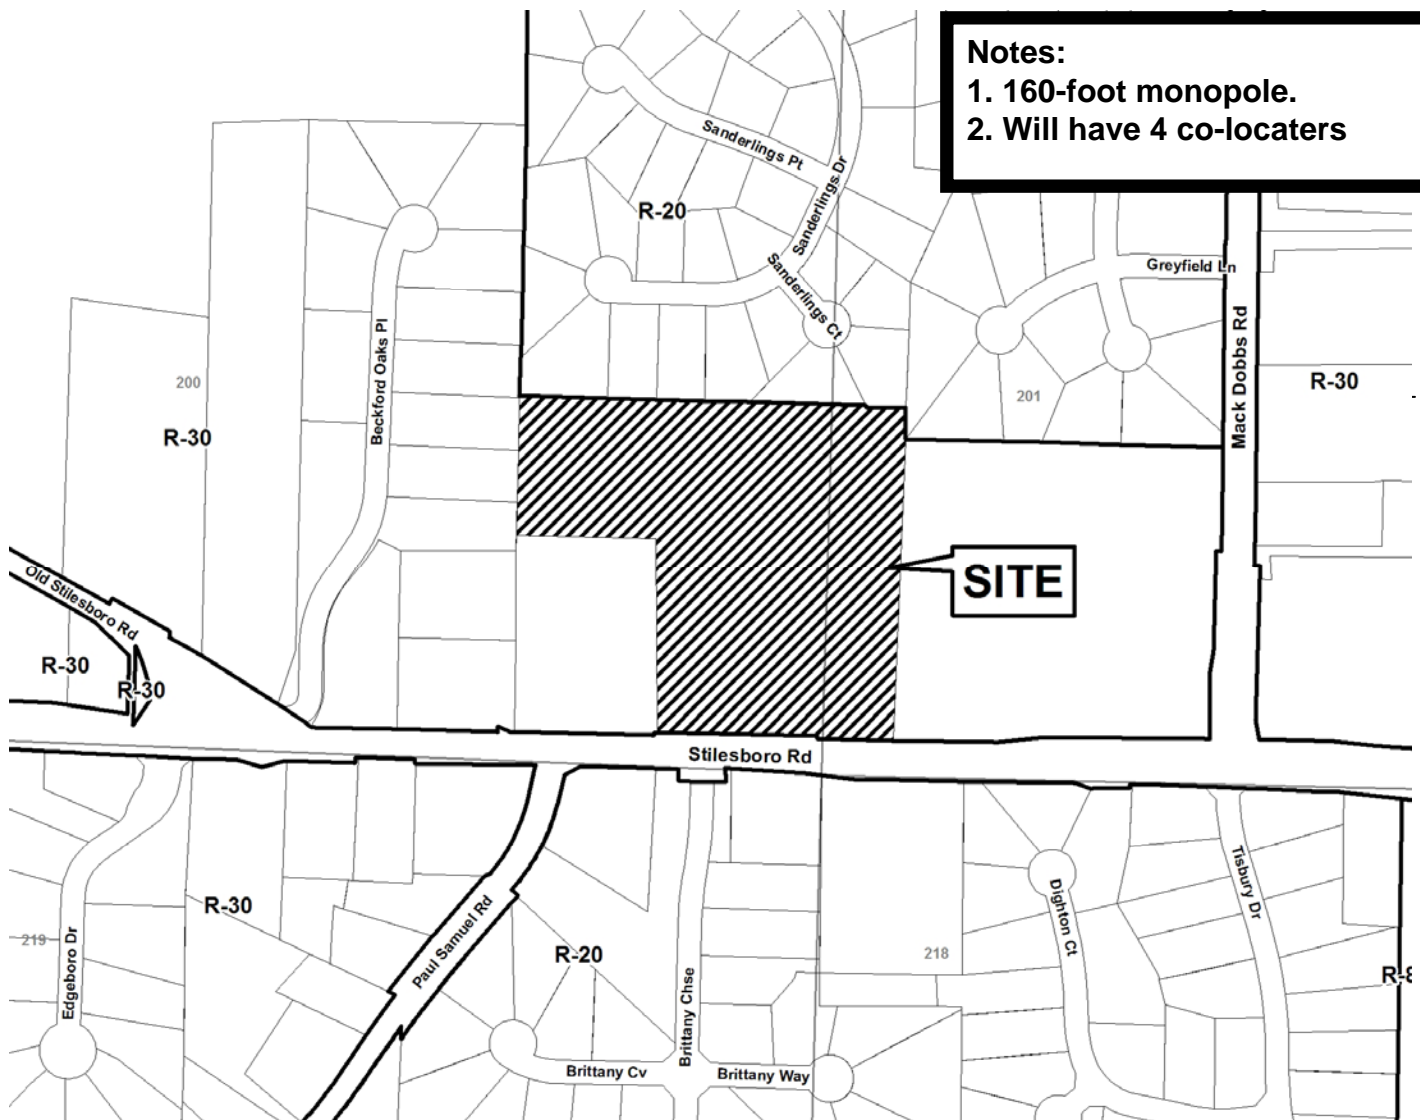 Notes:
1. 160-foot monopole.
2. Will have 4 co-locaters
Sanderlings Pt
Sanderlings Dr
R-20
Sanderlings Ct
Greyfield Ln
Mack Dobbs Rd
R-30
200
R-30
Beckford Oaks Pl
201
SITE
Old Stilesboro Rd
R-30
R-30
Stilesboro Rd
R-30
219
Edgeboro Dr
Paul Samuel Rd
R-20
Brittany Chse
218
Dighton Ct
Tisbury Dr
Brittany Cv
Brittany Way